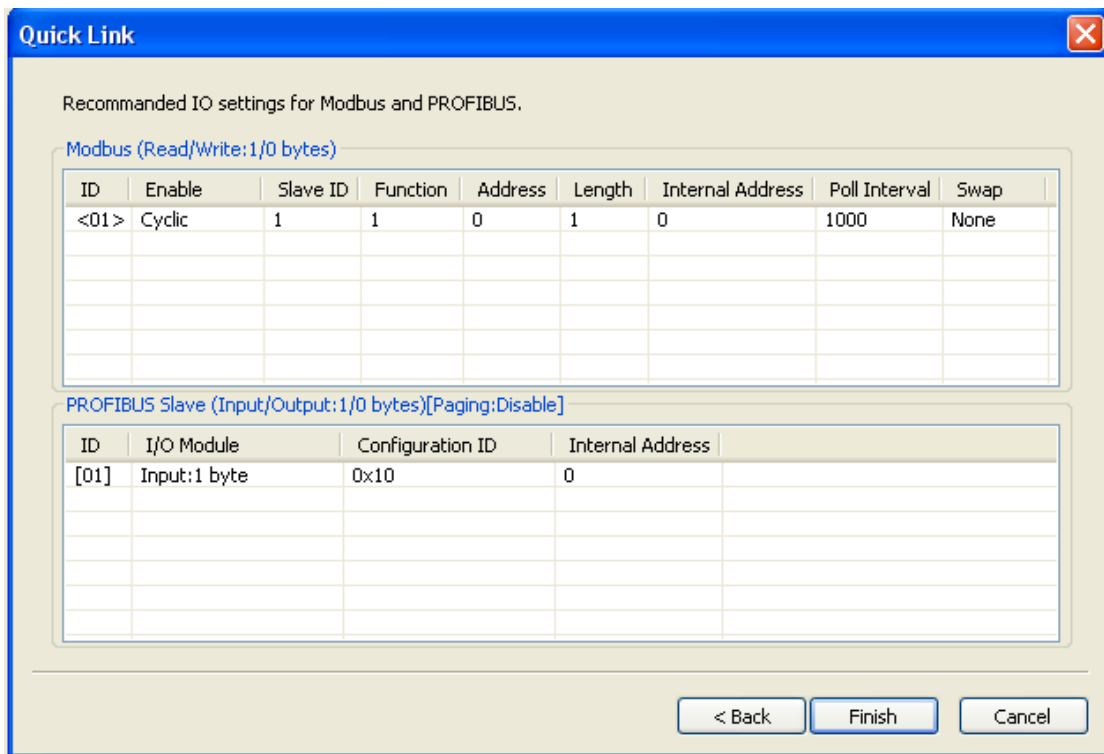 Quick Link
Recommanded IO settings for Modbus and PROFIBUS.
Modbus (Read/Write:1/0 bytes)
ID Enable Slave ID Function Address Length Internal Address Poll Interval Swap
<01> Cyclic 1 1 0 1 0 1000 None
PROFIBUS Slave (Input/Output:1/0 bytes)[Paging:Disable]
ID I/O Module Configuration ID Internal Address
[01] Input:1 byte 0x10 0
< Back Finish Cancel